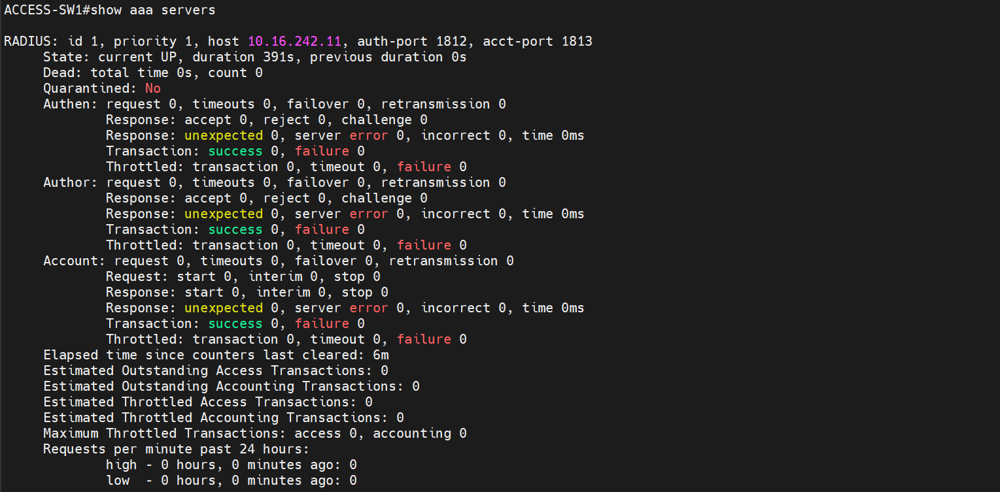 ACCESS-SW1#show aaa servers
RADIUS: id 1, priority 1, host 10.16.242.11, auth-port 1812, acct-port 1813
State: current UP, duration 391s, previous duration 0s
Dead: total time 0s, count 0
Quarantined: No
Authen: request 0, timeouts 0, failover 0, retransmission 0
Response: accept 0, reject 0, challenge 0
Response: unexpected 0, server error 0, incorrect 0, time 0ms
Transaction: success 0, failure 0
Throttled: transaction 0, timeout 0, failure 0
Author: request 0, timeouts 0, failover 0, retransmission 0
Response: accept 0, reject 0, challenge 0
Response: unexpected 0, server error 0, incorrect 0, time 0ms
Transaction: success 0, failure 0
Throttled: transaction 0, timeout 0, failure 0
Account: request 0, timeouts 0, failover 0, retransmission 0
Request: start 0, interim 0, stop 0
Response: start 0, interim 0, stop 0
Response: unexpected 0, server error 0, incorrect 0, time 0ms
Transaction: success 0, failure 0
Throttled: transaction 0, timeout 0, failure 0
Elapsed time since counters last cleared: 6m
Estimated Outstanding Access Transactions: 0
Estimated Outstanding Accounting Transactions: 0
Estimated Throttled Access Transactions: 0
Estimated Throttled Accounting Transactions: 0
Maximum Throttled Transactions: access 0, accounting 0
Requests per minute past 24 hours:
high - 0 hours, 0 minutes ago: 0
low  - 0 hours, 0 minutes ago: 0